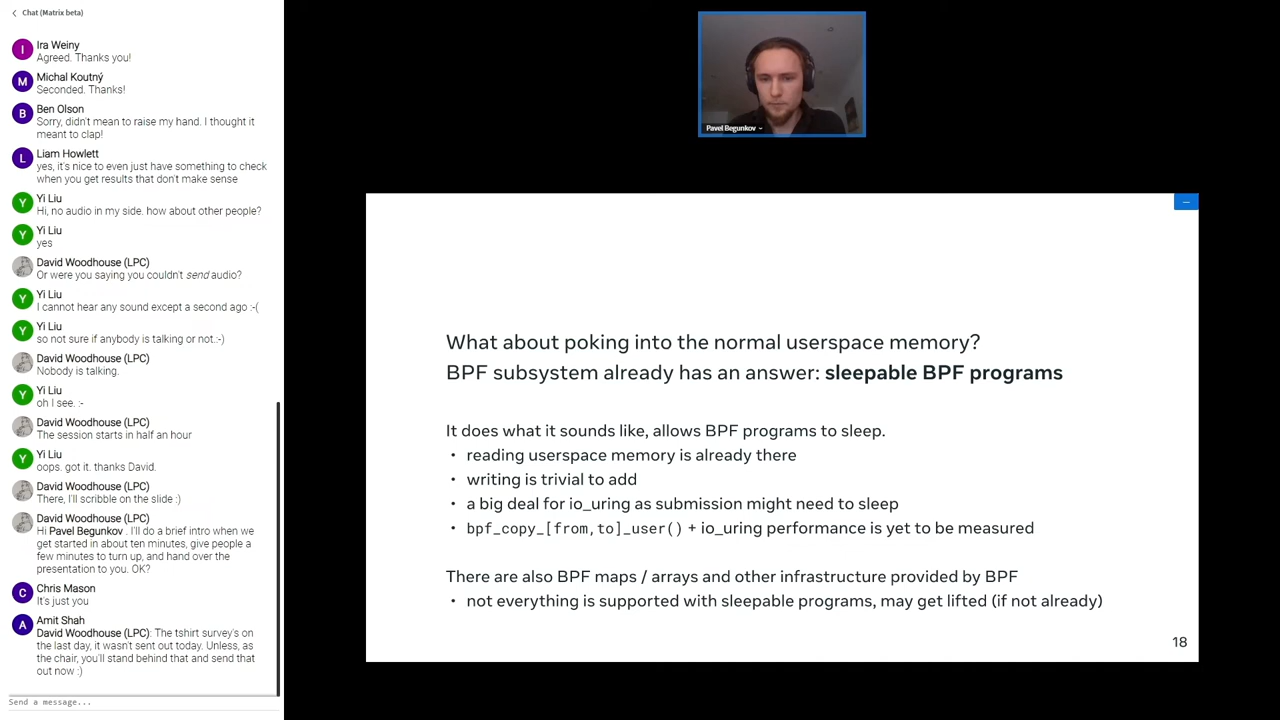 Chat (Matrix beta)
I
Ira Weiny
Agreed. Thanks you!
M
Michal Koutný
Seconded. Thanks!
B
Ben Olson
Sorry, didn't mean to raise my hand. I thought it
meant to clap!
L
Liam Howlett
yes, it's nice to even just have something to check
when you get results that don't make sense
Y
Yi Liu
Hi, no audio in my side. how about other people?
Y
Yi Liu
yes
David Woodhouse (LPC)
Or were you saying you couldn't send audio?
Y
Yi Liu
I cannot hear any sound except a second ago :-(
Y
Yi Liu
so not sure if anybody is talking or not.:-)
David Woodhouse (LPC)
Nobody is talking.
Y
Yi Liu
oh I see. :-
David Woodhouse (LPC)
The session starts in half an hour
Y
Yi Liu
oops. got it. thanks David.
David Woodhouse (LPC)
There, I'll scribble on the slide :)
David Woodhouse (LPC)
Hi Pavel Begunkov . I'll do a brief intro when we
get started in about ten minutes, give people a
few minutes to turn up, and hand over the
presentation to you. OK?
C
Chris Mason
It's just you
A
Amit Shah
David Woodhouse (LPC): The tshirt survey's on
the last day, it wasn't sent out today. Unless, as
the chair, you'll stand behind that and send that
out now :)
Send a message...
Pavel Begunkov
What about poking into the normal userspace memory?
BPF subsystem already has an answer: sleepable BPF programs
It does what it sounds like, allows BPF programs to sleep.
• reading userspace memory is already there
• writing is trivial to add
• a big deal for io_uring as submission might need to sleep
• bpf_copy_[from,to]_user() + io_uring performance is yet to be measured
There are also BPF maps / arrays and other infrastructure provided by BPF
• not everything is supported with sleepable programs, may get lifted (if not already)
18